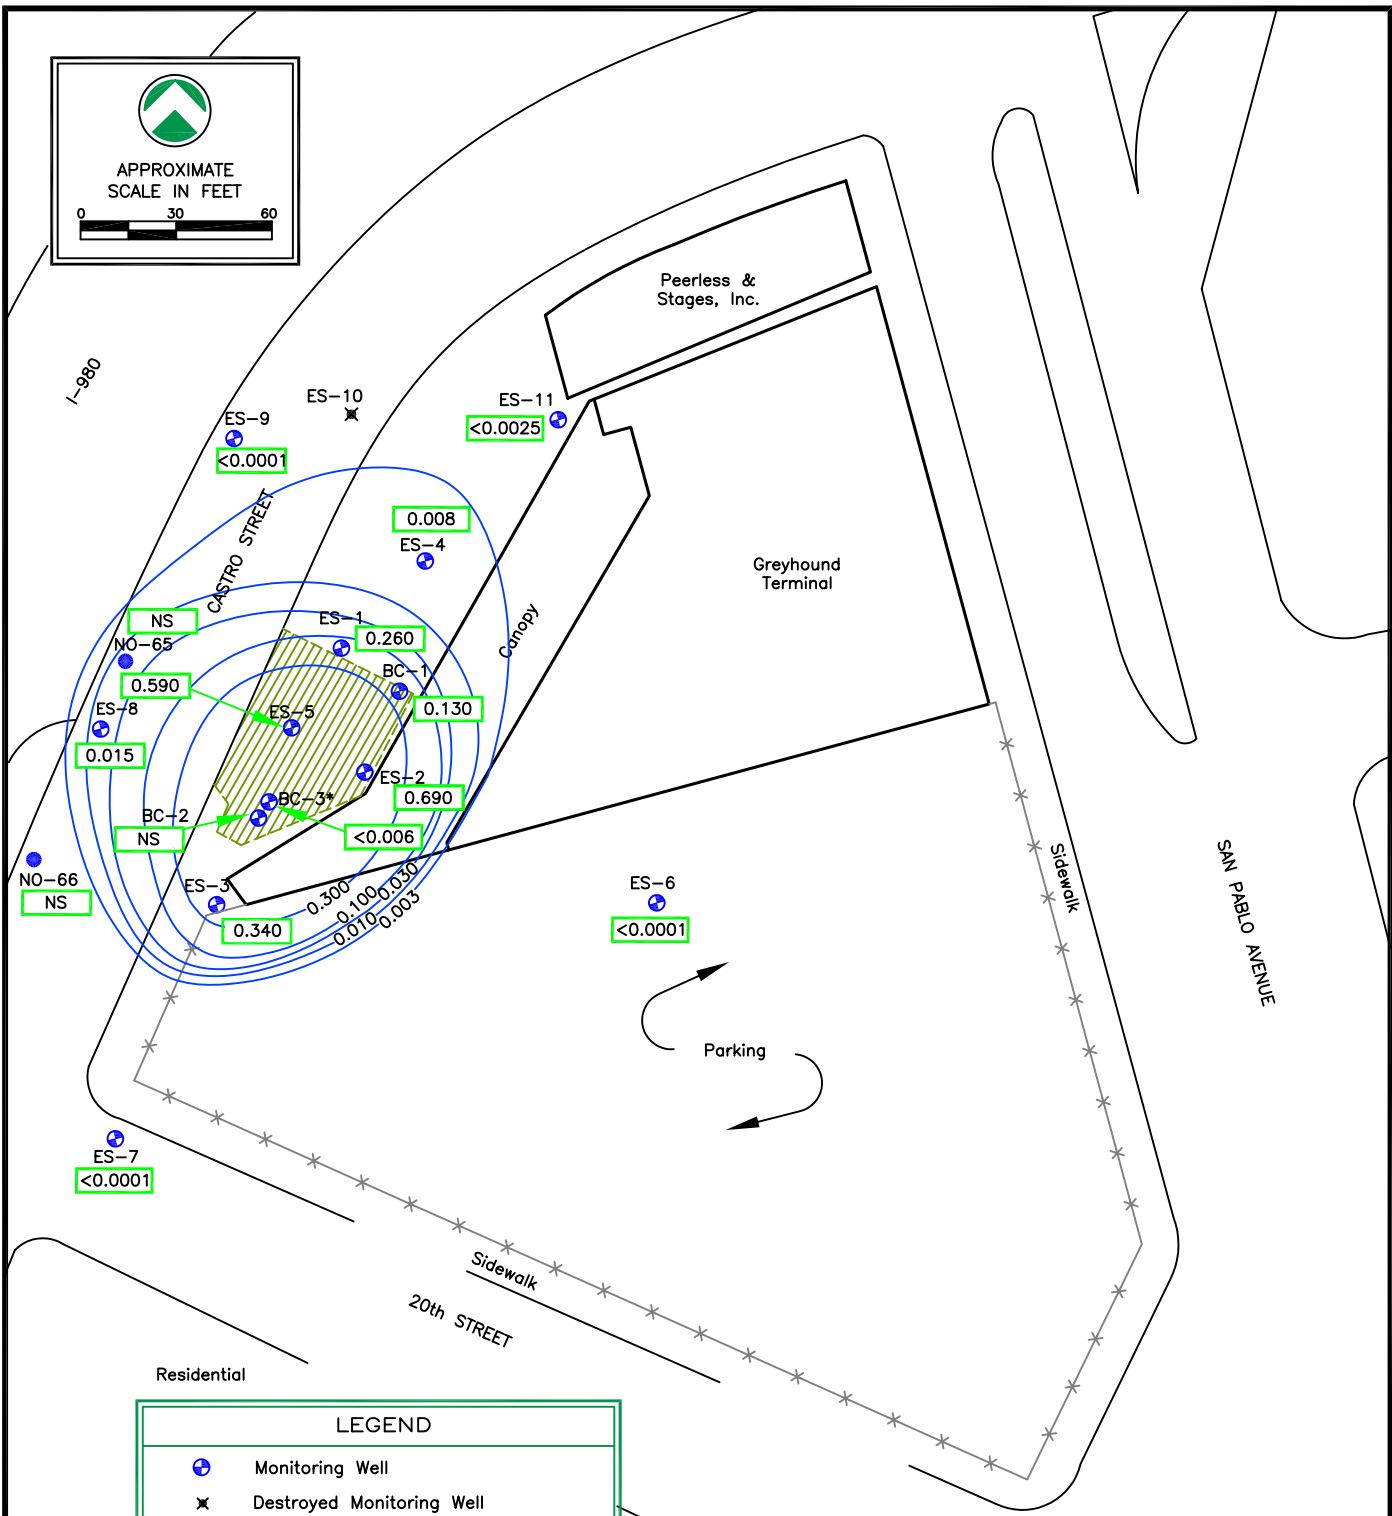 APPROXIMATE
SCALE IN FEET
0 30 60
Peerless &
Stages, Inc.
I-980
ES-10
ES-11
<0.0025
ES-9
<0.0001
CASTRO STREET
0.008
ES-4
Greyhound
Terminal
Canopy
NS
NO-65
ES-1
0.260
0.590
BC-1
0.130
ES-8
0.015
ES-5
ES-2
0.690
BC-3*
BC-2
NS
<0.006
NO-66
NS
ES-3
0.340
0.300
0.100
0.030
0.010
0.003
ES-6
<0.0001
Sidewalk
SAN PABLO AVENUE
Parking
ES-7
<0.0001
Sidewalk
20th STREET
Residential
LEGEND
Monitoring Well
Destroyed Monitoring Well